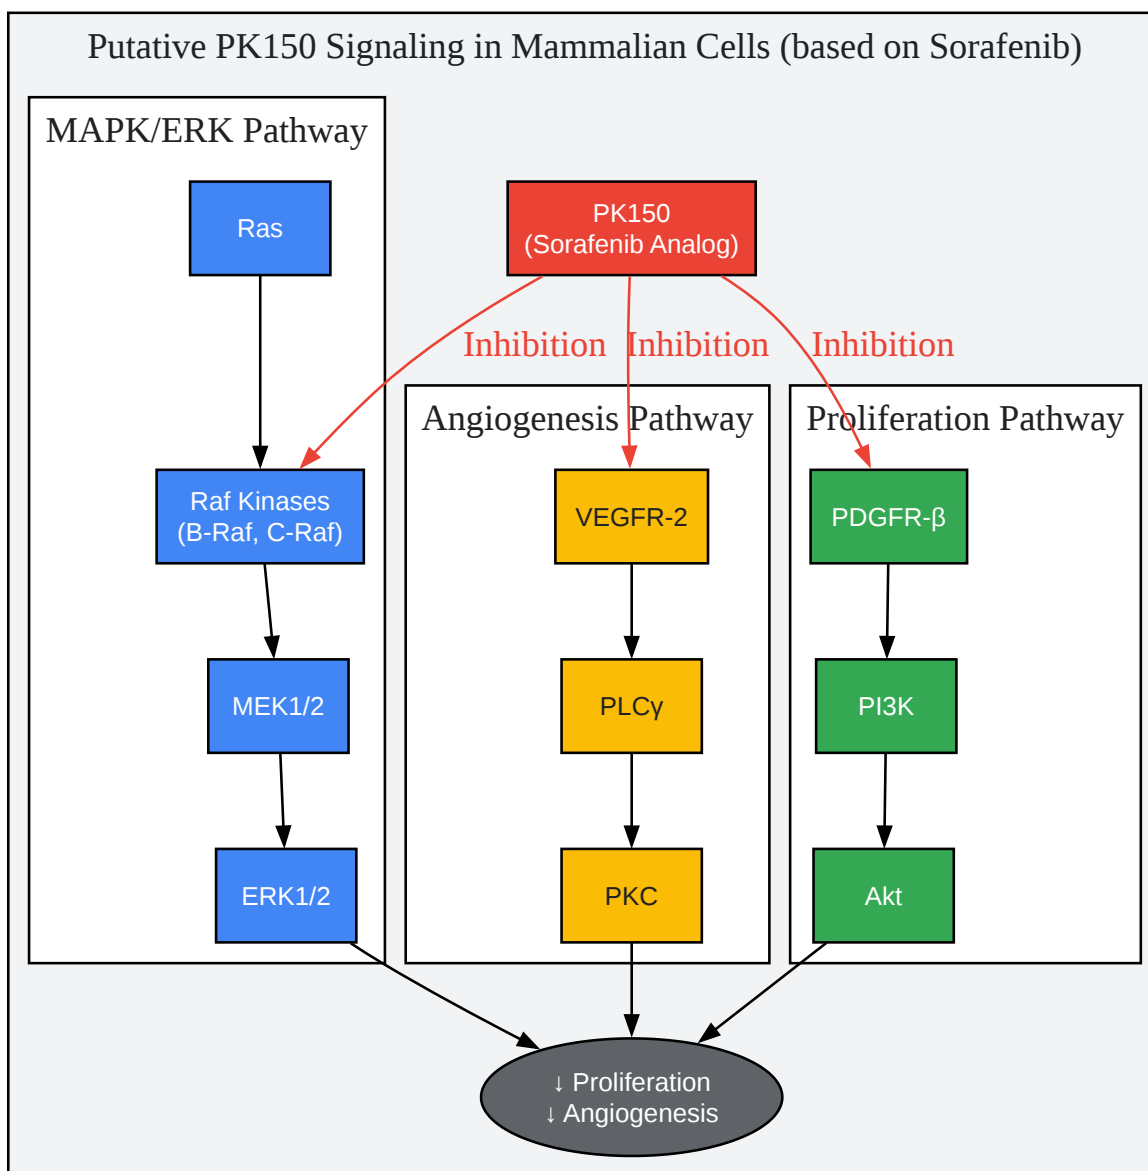 Putative PK150 Signaling in Mammalian Cells (based on Sorafenib)
MAPK/ERK Pathway
Ras
PK150
(Sorafenib Analog)
Inhibition
Inhibition
Inhibition
Angiogenesis Pathway
Proliferation Pathway
Raf Kinases
(B-Raf, C-Raf)
VEGFR-2
PDGFR-β
MEK1/2
PLCγ
PI3K
ERK1/2
PKC
Akt
↓ Proliferation
↓ Angiogenesis